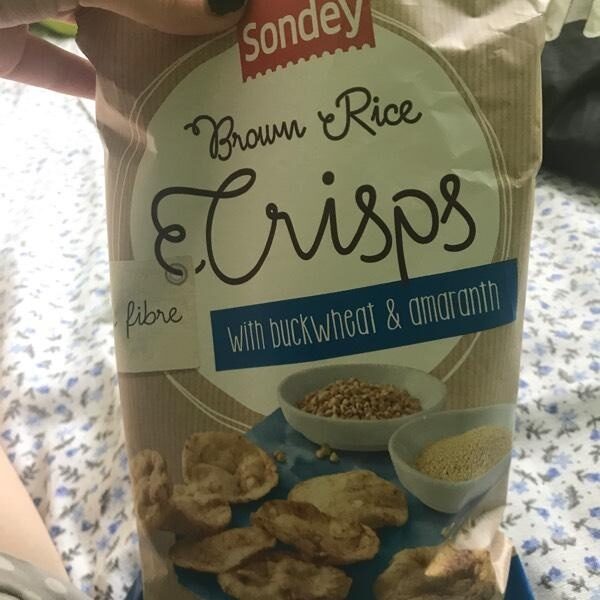 Sondey
Brown Rice
Crisps
fibre
with buckwheat & amaranth